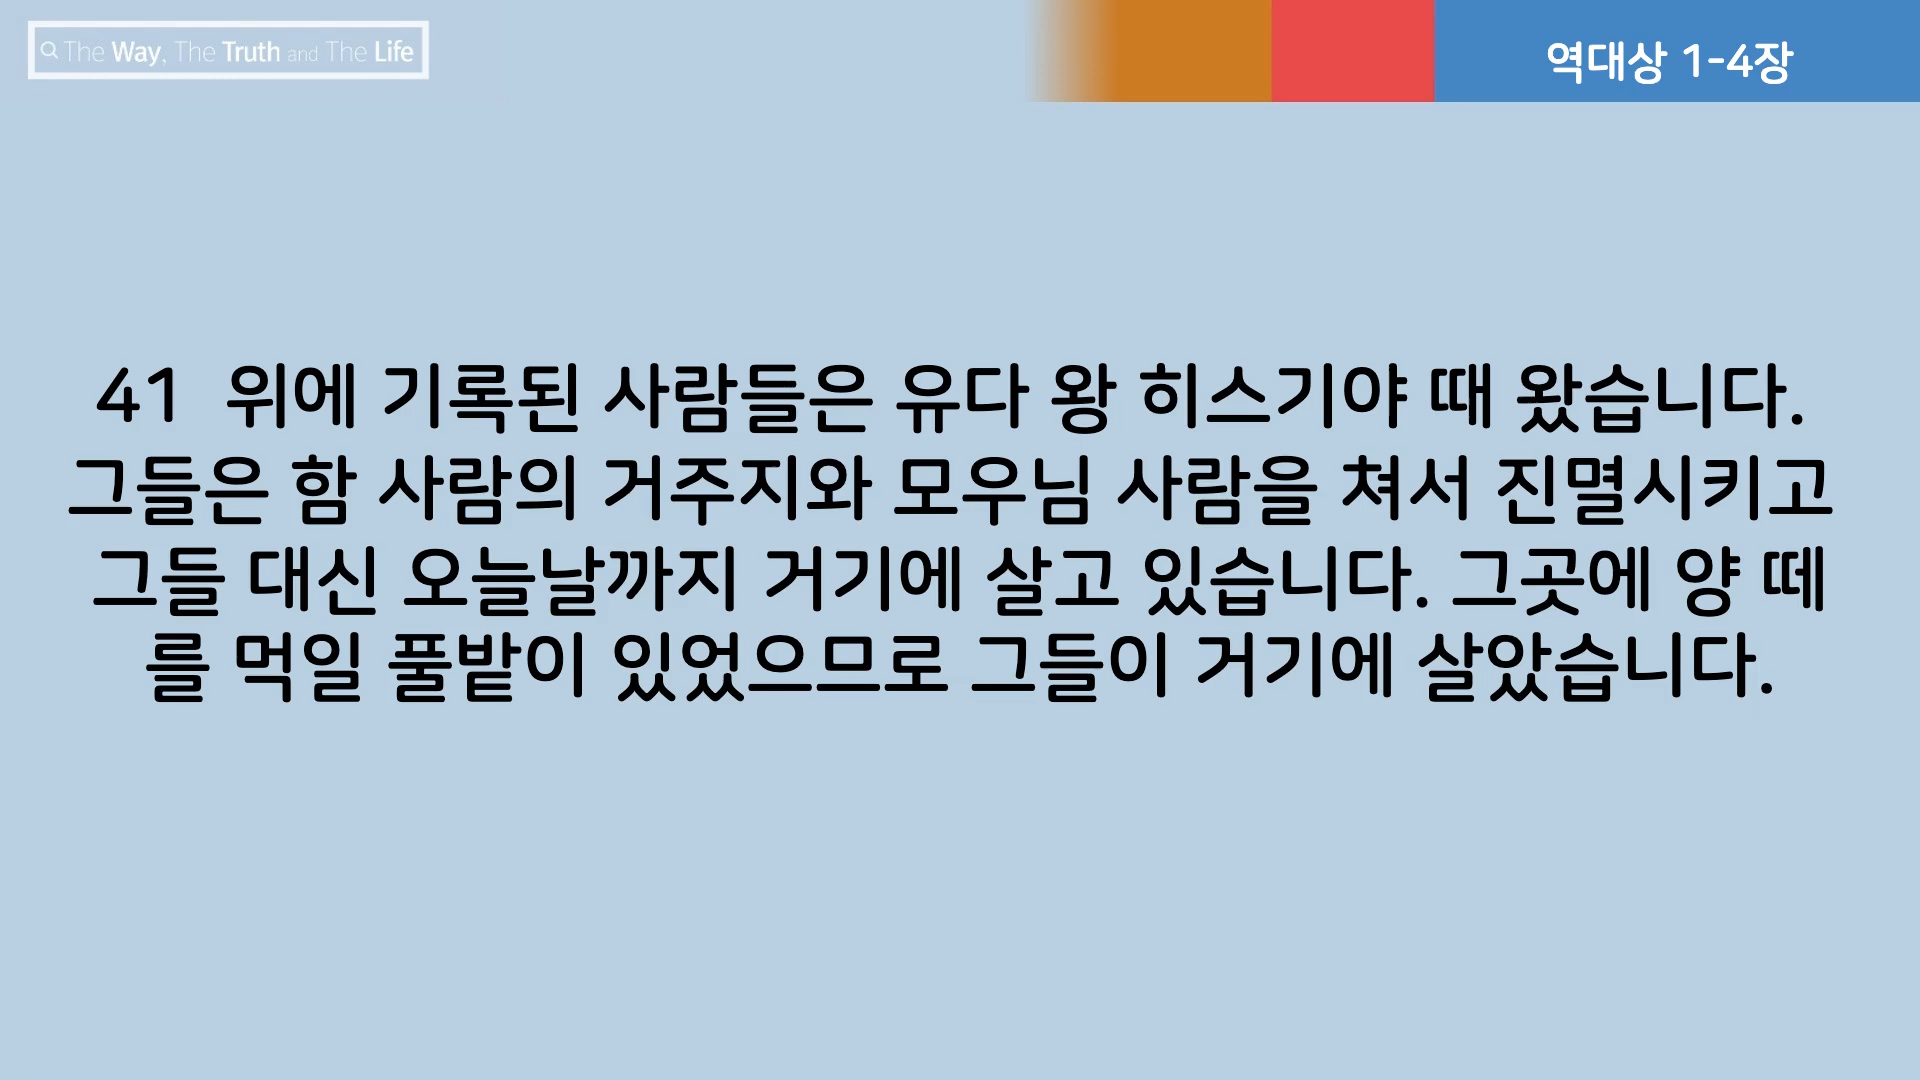 The Way, The Truth and The Life
역대상 1-4장
41 위에 기록된 사람들은 유다 왕 히스기야 때 왔습니다.
그들은 함 사람의 거주지와 모우님 사람을 쳐서 진멸시키고
그들 대신 오늘날까지 거기에 살고 있습니다. 그곳에 양 떼
를 먹일 풀밭이 있었으므로 그들이 거기에 살았습니다.